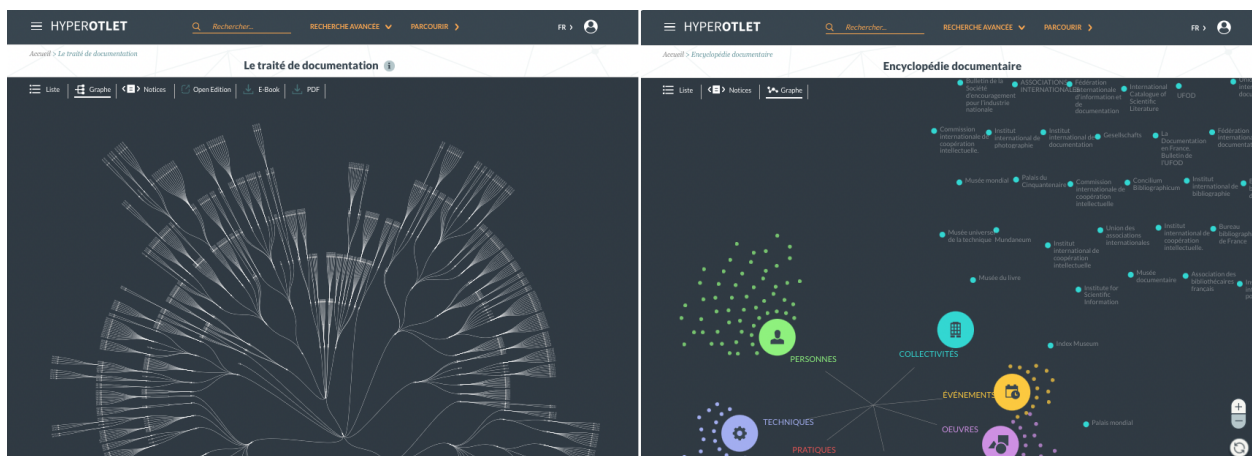 HYPEROTLET
Rechercher...
RECHERCHE AVANCÉE
PARCOURIR
FR
Accueil > Le traité de documentation
Le traité de documentation
Liste
Graphe
Notices
Open Edition
E-Book
PDF
HYPEROTLET
Rechercher...
RECHERCHE AVANCÉE
PARCOURIR
FR
Accueil > Encyclopédie documentaire
Encyclopédie documentaire
Liste
Notices
Graphe
Bulletin de la
Société
d'encouragement
pour l'industrie
nationale
ASSOCIATIONS
INTERNATIONALES
Fédération
internationale
d'information et
de
documentation
International
Catalogue of
Scientific
Literature
UFOD
Commission
internationale de
coopération
intellectuelle.
Institut
international de
photographie
Institut
international de
documentation
Gesellschafts
La
Documentation
en France
Bulletin de
l'UFOD
Fédération
Musée mondial
Palais du
Cinquantenaire
Commission
internationale de
coopération
intellectuelle
Concilium
Bibliographicum
Institut
international de
bibliographie
Musée
de la technique
Mundaneum
Institut
international de
coopération
intellectuelle
Union des
associations
internationales
Institut
international de
coopération
intellectuelle.
Bureau
de France
Musée du livre
Institute for
Scientific
Information
Musée
documentaire
Association des
bibliothécaires
français
Index Museum
PERSONNES
COLLECTIVITÉS
ÉVÉNEMENTS
TECHNIQUES
OEUVRES
Palais mondial
PRATIQUES